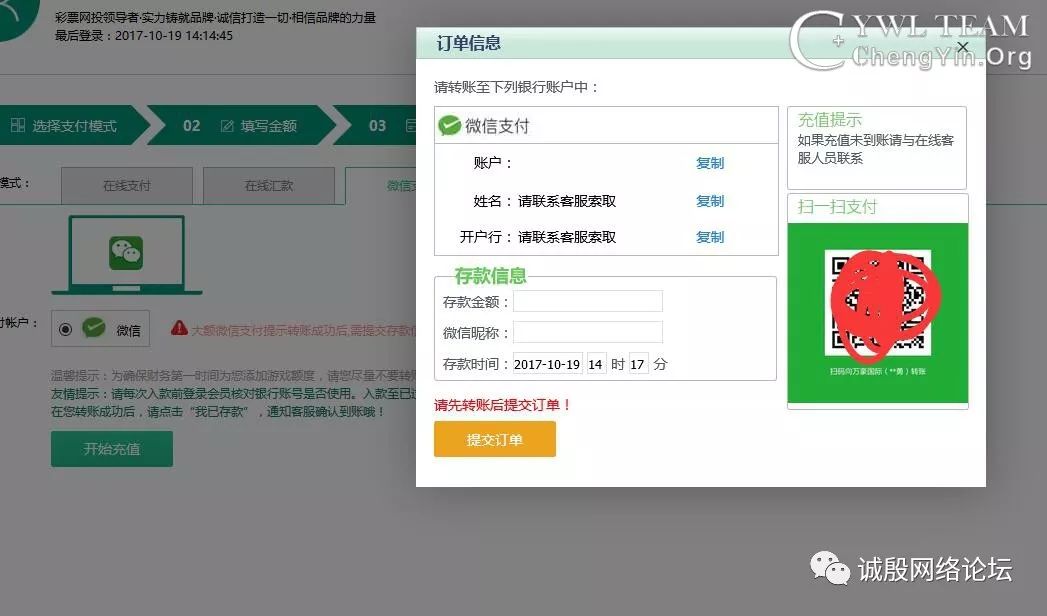 彩票网投领导者·实力铸就品牌·诚信打造一切·相信品牌的力量
最后登录：2017-10-19 14:14:45
选择支付模式
02 填写金额
03
模式：
在线支付
在线汇款
微信支
付帐户：
微信
大额微信支付提示转账成功后,需提交存款信
温馨提示：为确保财务第一时间为您添加游戏额度，请您尽量不要转账
友情提示：请每次入款前登录会员核对银行账号是否使用。入款至已过
在您转账成功后，请点击“我已存款”，通知客服确认到账哦！
开始充值
订单信息
请转账至下列银行账户中：
微信支付
账户： 复制
姓名：请联系客服索取 复制
开户行：请联系客服索取 复制
存款信息
存款金额：
微信昵称：
存款时间：2017-10-19 14 时 17 分
请先转账后提交订单！
提交订单
充值提示
如果充值未到账请与在线客
服人员联系
扫一扫支付
扫码向万豪国际（**勇）转账
CYWL TEAM
ChengYin.Org
诚殷网络论坛